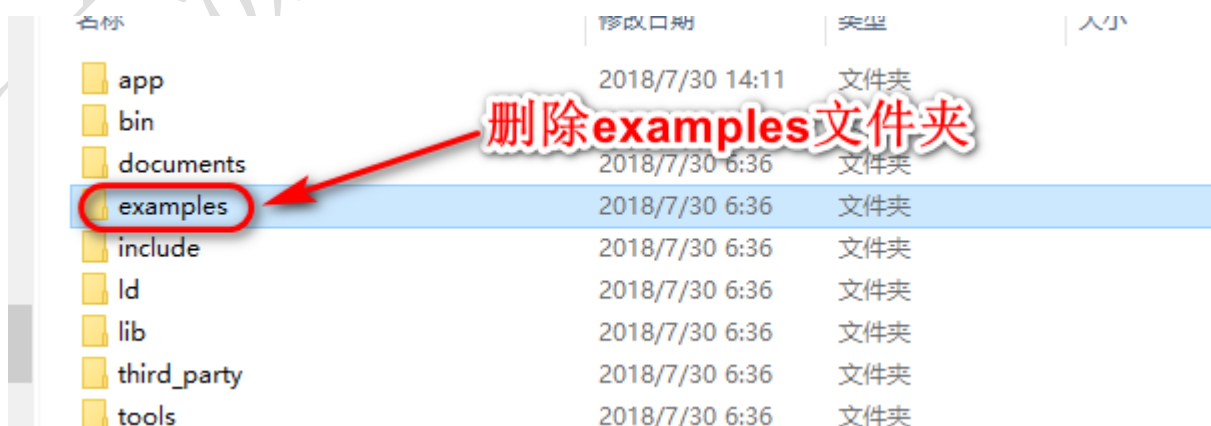 名称 修改日期 类型 大小
app 2018/7/30 14:11 文件夹
bin
删除examples文件夹
documents 2018/7/30 6:36 文件夹
examples 2018/7/30 6:36 文件夹
include 2018/7/30 6:36 文件夹
ld 2018/7/30 6:36 文件夹
lib 2018/7/30 6:36 文件夹
third_party 2018/7/30 6:36 文件夹
tools 2018/7/30 6:36 文件夹